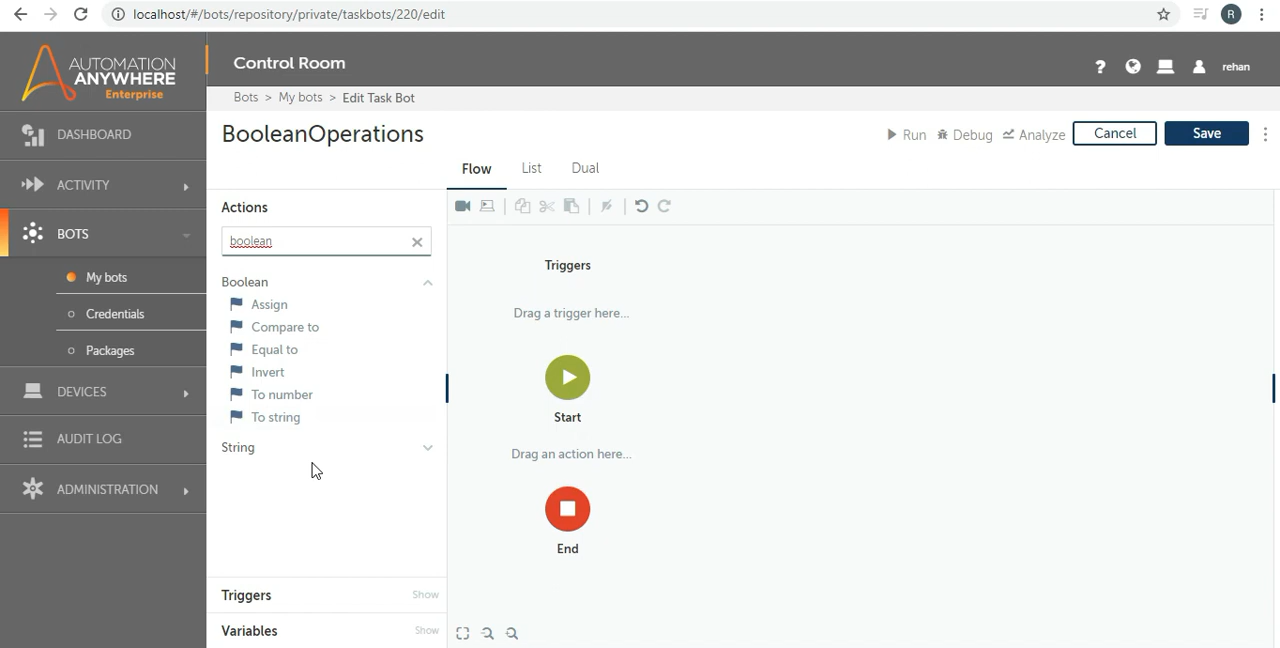 localhost/#/bots/repository/private/taskbots/220/edit
R
AUTOMATION
ANYWHERE
Enterprise
Control Room
rehan
Bots > My bots > Edit Task Bot
DASHBOARD
ACTIVITY
BOTS
My bots
Credentials
Packages
DEVICES
AUDIT LOG
ADMINISTRATION
BooleanOperations
Run Debug Analyze Cancel Save
Flow List Dual
Actions
boolean
Boolean
Assign
Compare to
Equal to
Invert
To number
To string
String
Triggers Show
Variables Show
Triggers
Drag a trigger here...
Start
Drag an action here...
End